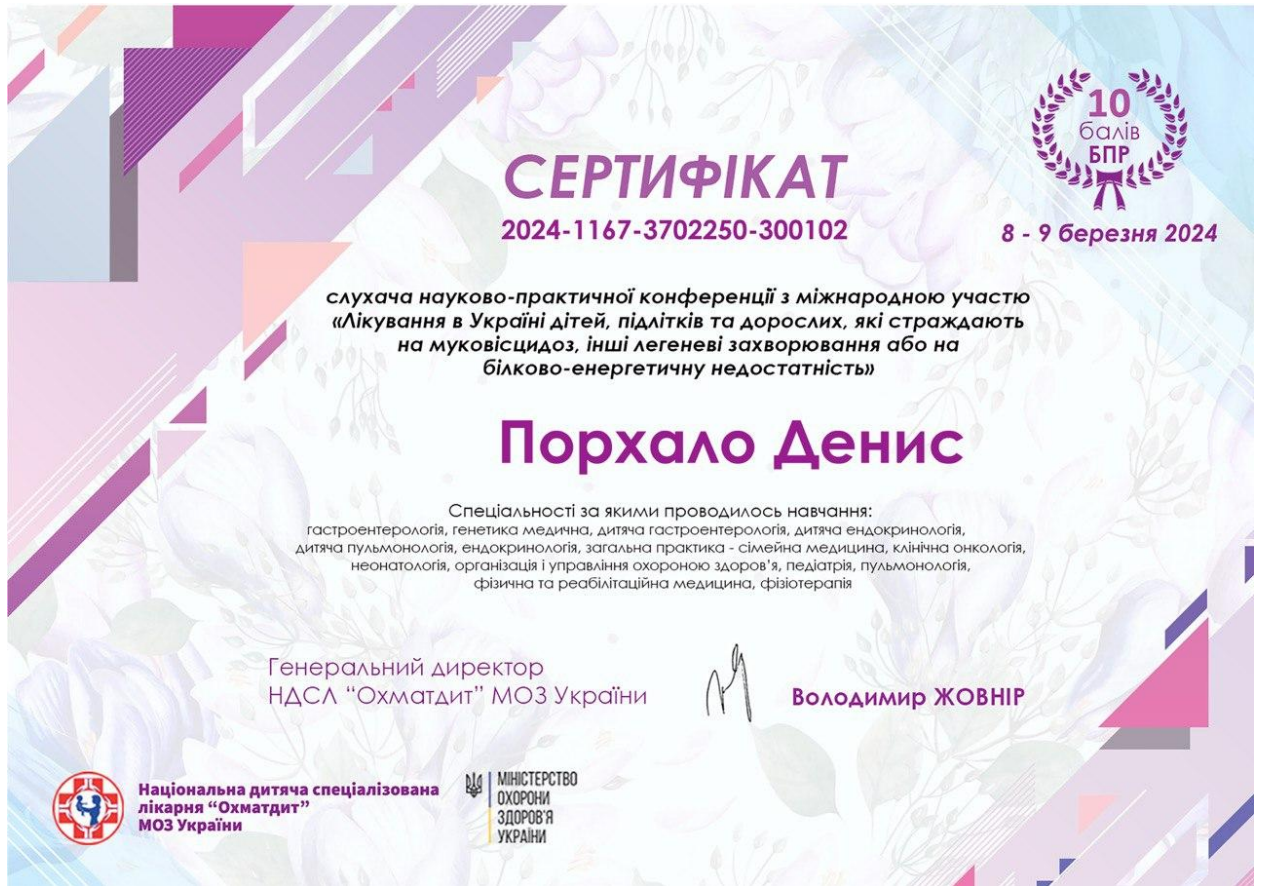 10
балів
БПР
СЕРТИФІКАТ
2024-1167-3702250-300102
8 - 9 березня 2024
слухача науково-практичної конференції з міжнародною участю
«Лікування в Україні дітей, підлітків та дорослих, які страждають
на муковісцидоз, інші легеневі захворювання або на
білково-енергетичну недостатність»
Порхало Денис
Спеціальності за якими проводилось навчання:
гастроентерологія, генетика медична, дитяча гастроентерологія, дитяча ендокринологія,
дитяча пульмонологія, ендокринологія, загальна практика - сімейна медицина, клінічна онкологія,
неонатологія, організація і управління охороною здоров’я, педіатрія, пульмонологія,
фізична та реабілітаційна медицина, фізіотерапія
Генеральний директор
НДСЛ “Охматдит” МОЗ України
Володимир ЖОВНІР
Національна дитяча спеціалізована
лікарня “Охматдит”
МОЗ України
МІНІСТЕРСТВО
ОХОРОНИ
ЗДОРОВ'Я
УКРАЇНИ